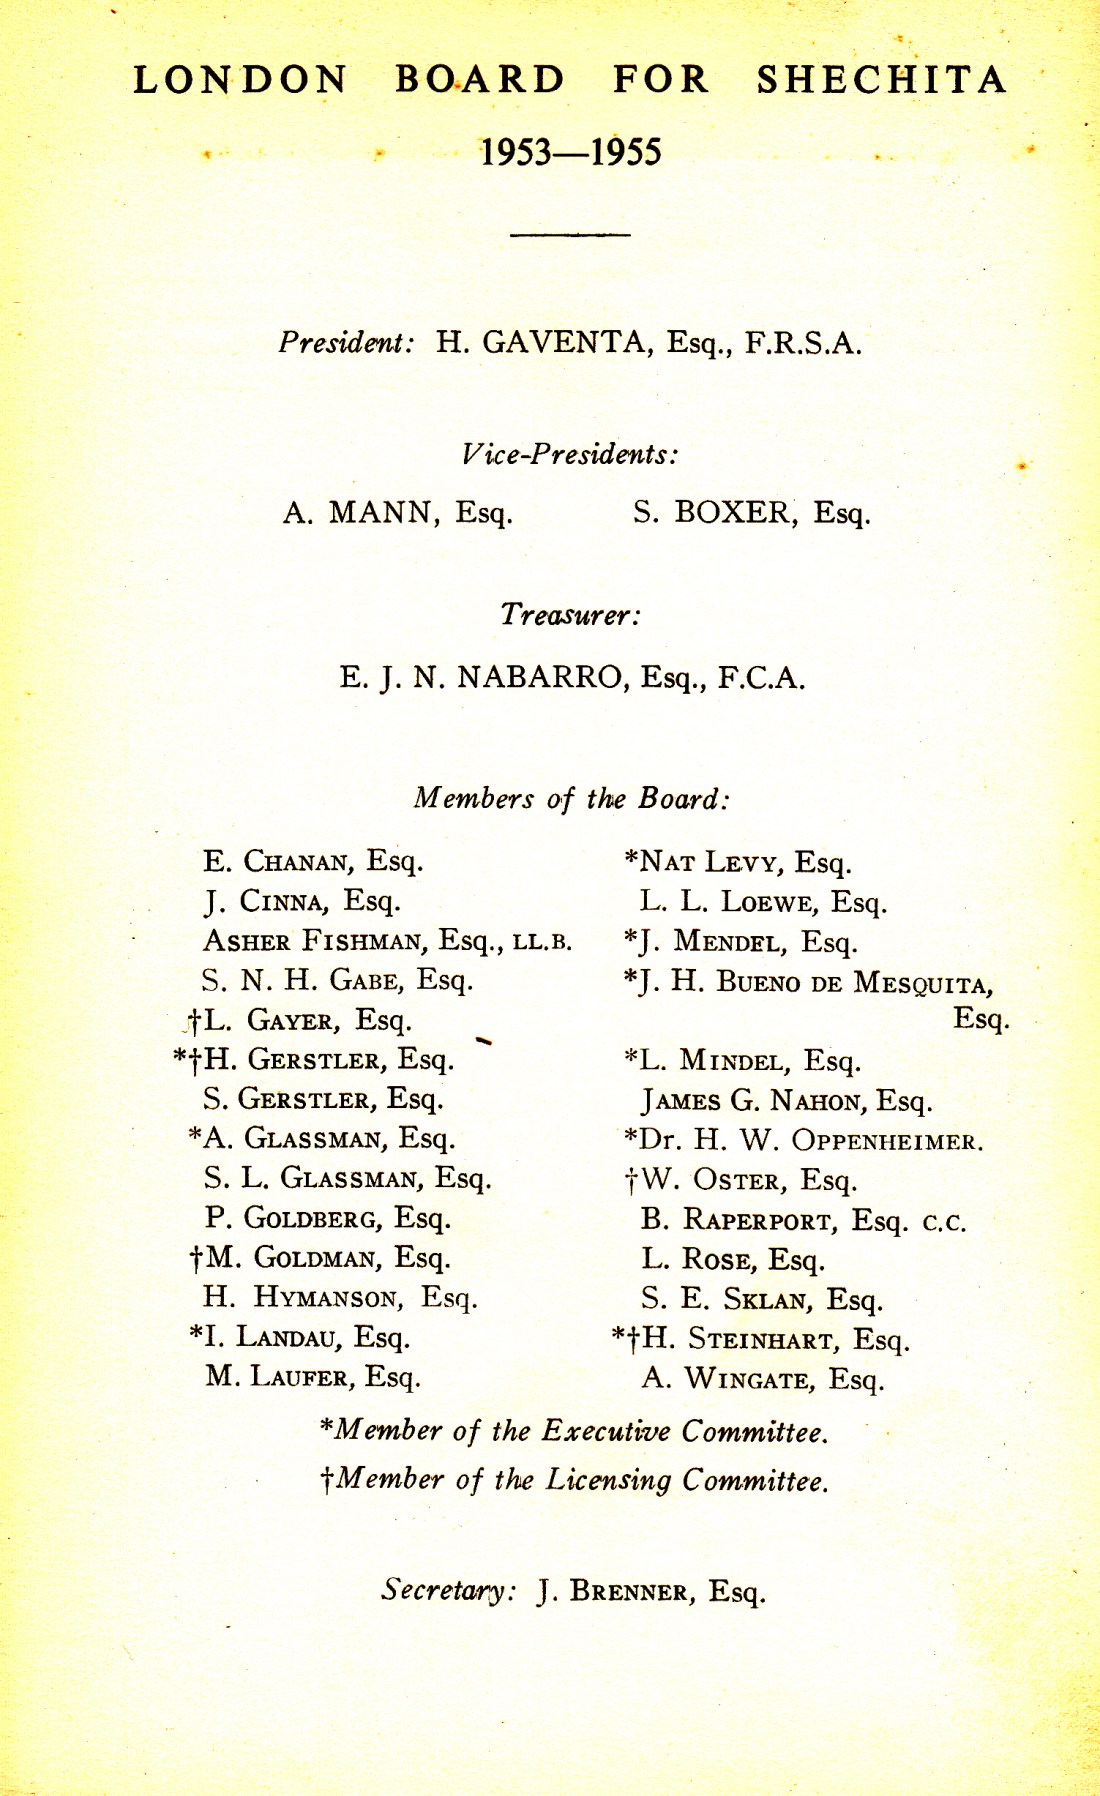 LONDON BOARD FOR SHECHITA
1953—1955
President: H. GAVENTA, Esq., F.R.S.A.
Vice-Presidents:
A. MANN, Esq. S. BOXER, Esq.
Treasurer:
E. J. N. NABARRO, Esq., F.C.A.
Members of the Board:
E. CHANAN, Esq.
J. CINNA, Esq.
ASHER FISHMAN, Esq., LL.B.
S. N. H. GABE, Esq.
†L. GAYER, Esq.
*†H. GERSTLER, Esq.
S. GERSTLER, Esq.
*A. GLASSMAN, Esq.
S. L. GLASSMAN, Esq.
P. GOLDBERG, Esq.
†M. GOLDMAN, Esq.
H. HYMANSON, Esq.
*I. LANDAU, Esq.
M. LAUFER, Esq.
*NAT LEVY, Esq.
L. L. LOEWE, Esq.
*J. MENDEL, Esq.
*J. H. BUENO DE MESQUITA,
Esq.
*L. MINDEL, Esq.
JAMES G. NAHON, Esq.
*Dr. H. W. OPPENHEIMER.
†W. OSTER, Esq.
B. RAPERPORT, Esq. C.C.
L. ROSE, Esq.
S. E. SKLAN, Esq.
*†H. STEINHART, Esq.
A. WINGATE, Esq.
*Member of the Executive Committee.
†Member of the Licensing Committee.
Secretary: J. BRENNER, Esq.